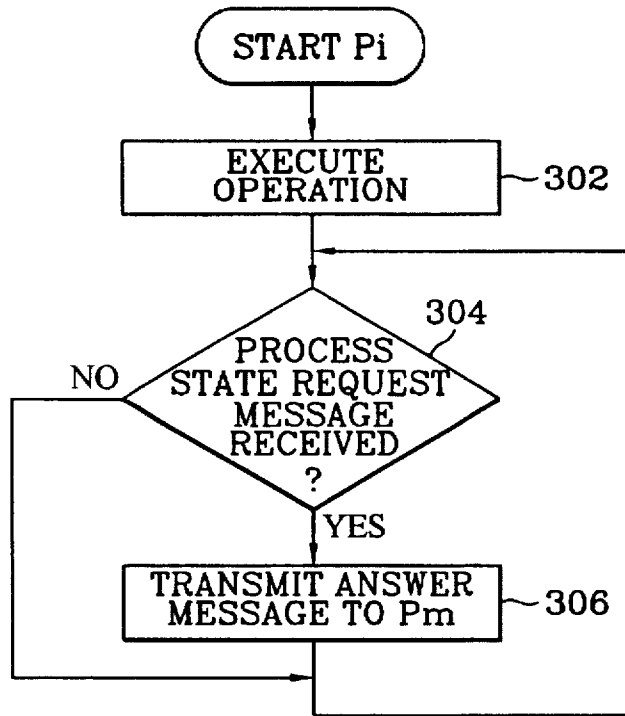 START Pi
EXECUTE
OPERATION
302
304
PROCESS
STATE REQUEST
MESSAGE
RECEIVED
?
NO
YES
TRANSMIT ANSWER
MESSAGE TO Pm
306